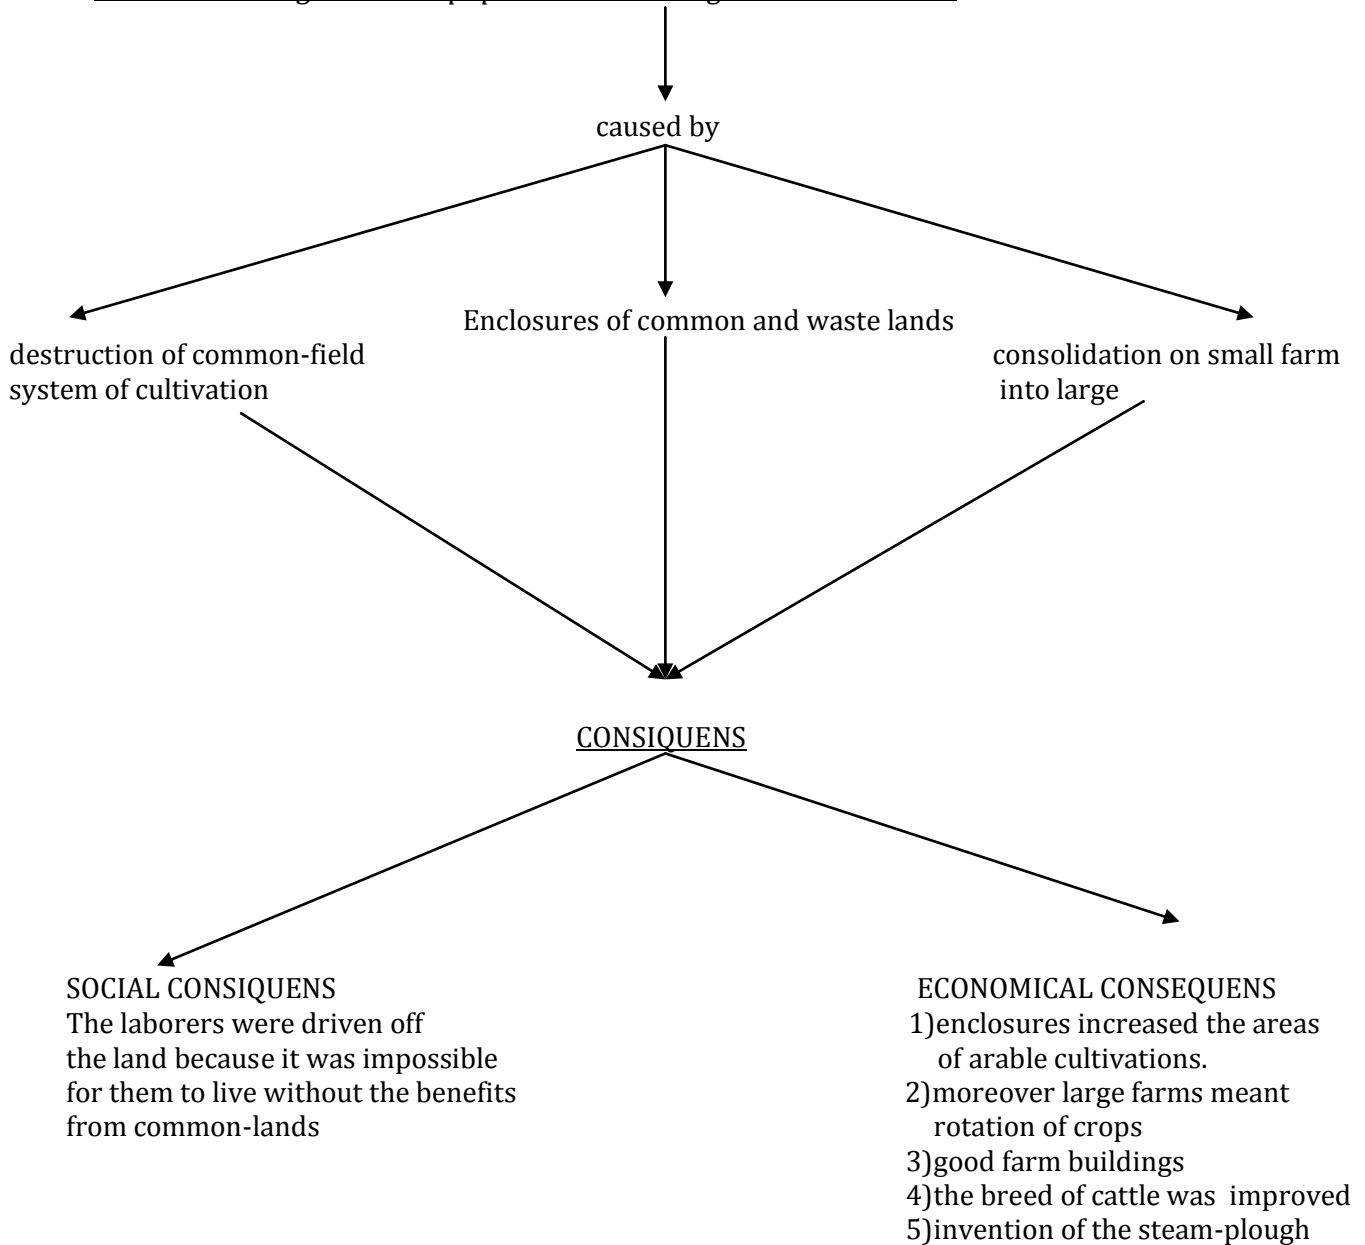 caused by
Enclosures of common and waste lands
destruction of common-field
system of cultivation
consolidation on small farm
into large
CONSIQUENS
SOCIAL CONSIQUENS
The laborers were driven off
the land because it was impossible
for them to live without the benefits
from common-lands
ECONOMICAL CONSEQUENS
1)enclosures increased the areas
of arable cultivations.
2)moreover large farms meant
rotation of crops
3)good farm buildings
4)the breed of cattle was improved
5)invention of the steam-plough